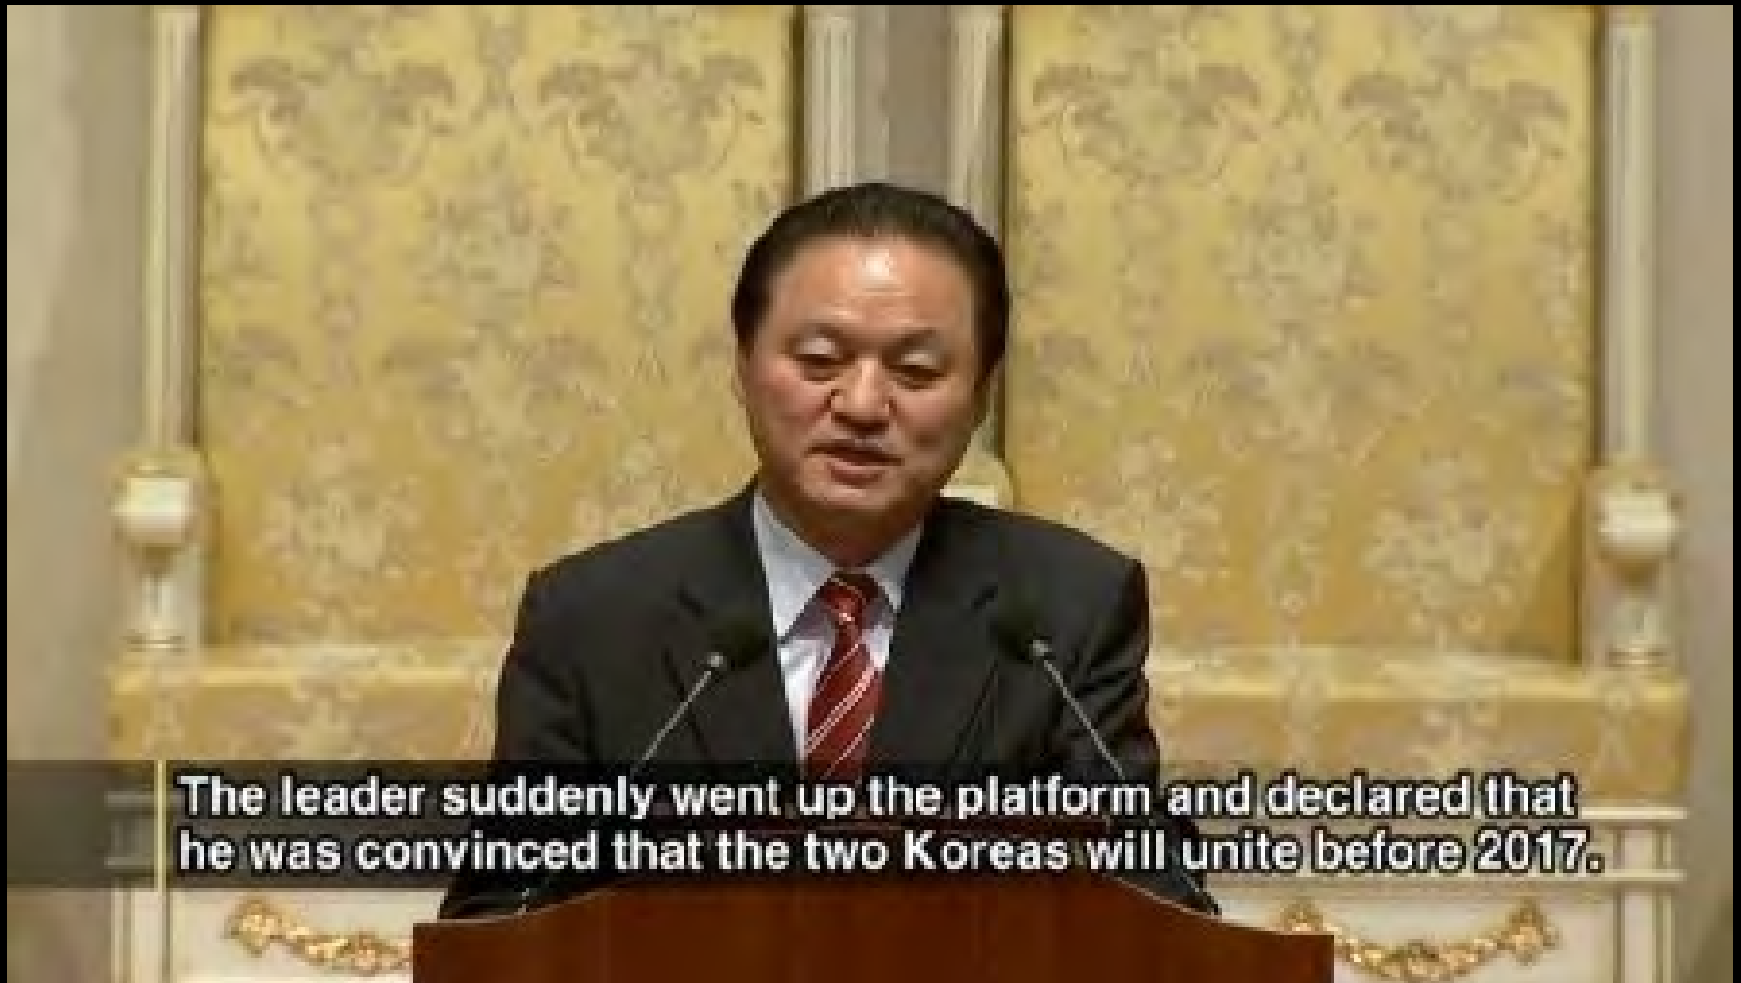 The leader suddenly went up the platform and declared that
he was convinced that the two Koreas will unite before 2017.